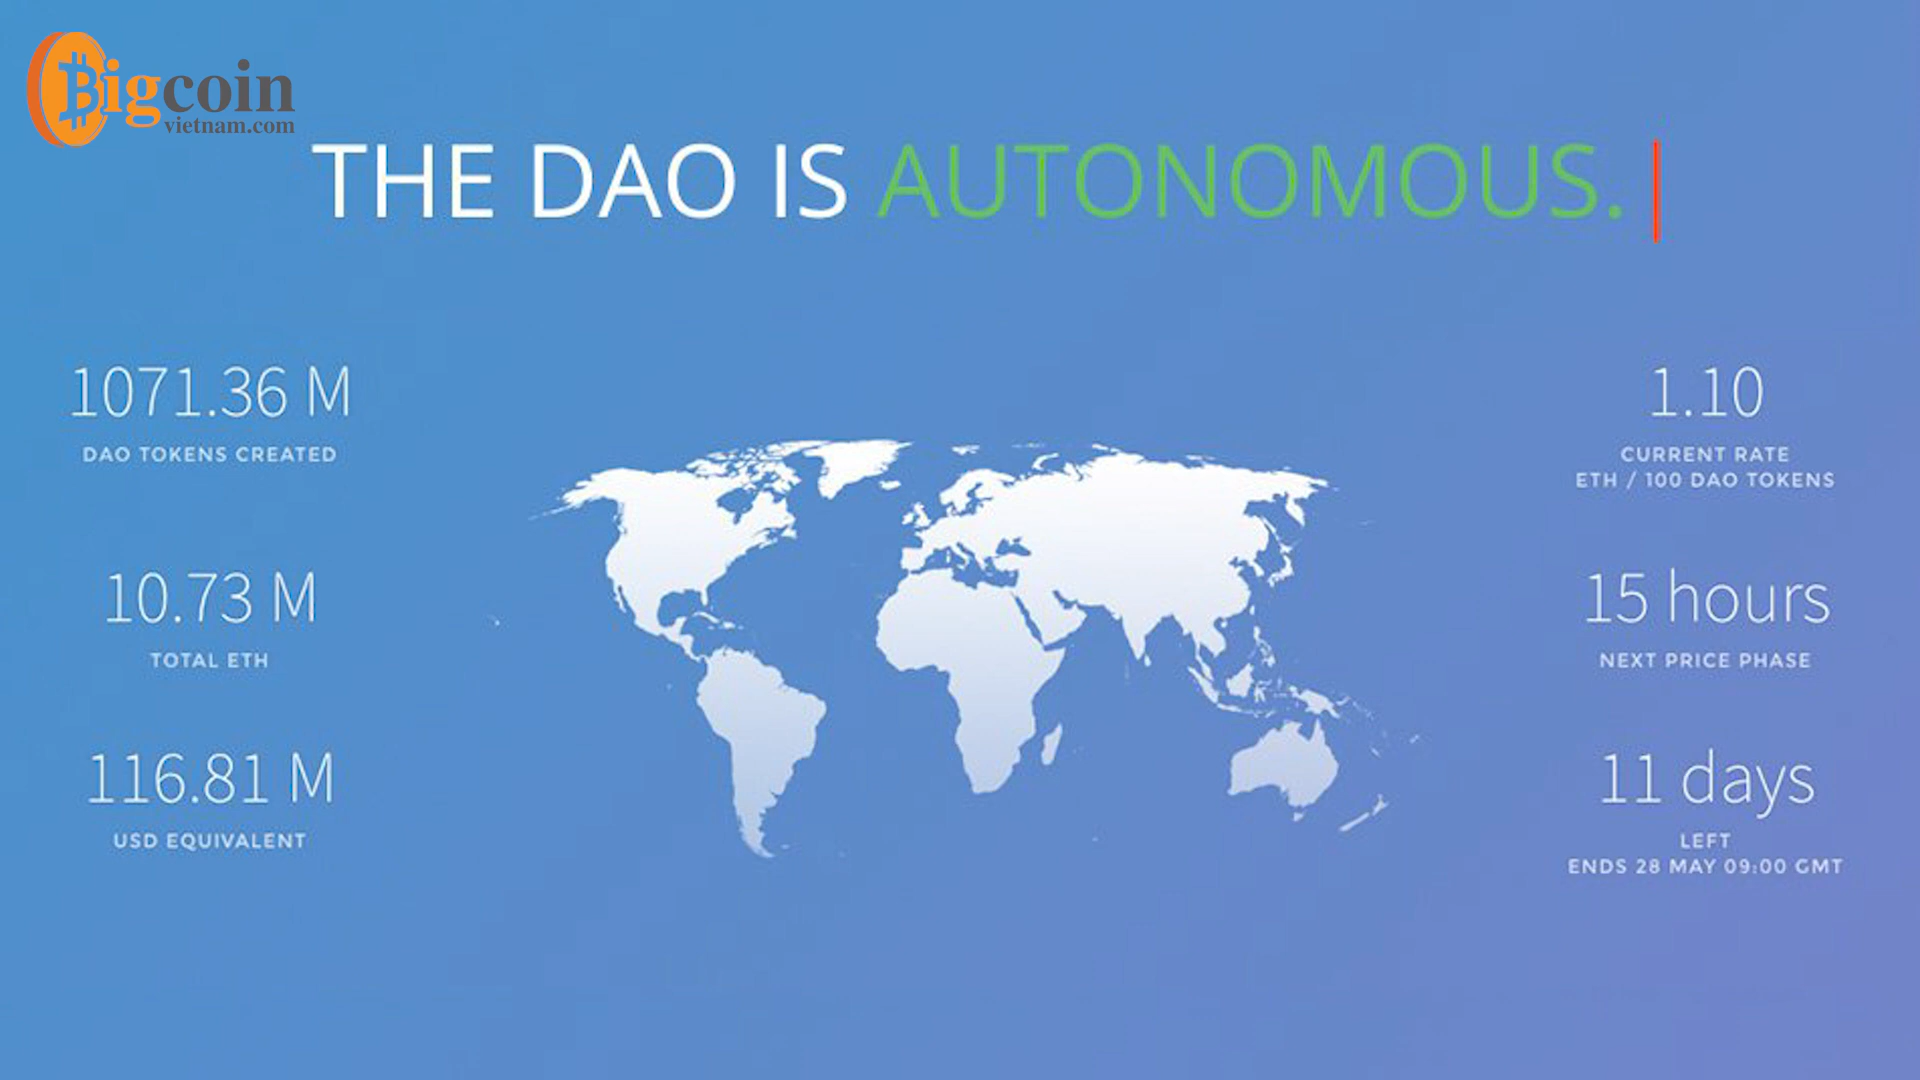 Bigcoin
vietnam.com
THE DAO IS AUTONOMOUS.
1071.36 M
DAO TOKENS CREATED
10.73 M
TOTAL ETH
116.81 M
USD EQUIVALENT
1.10
CURRENT RATE
ETH / 100 DAO TOKENS
15 hours
NEXT PRICE PHASE
11 days
LEFT
ENDS 28 MAY 09:00 GMT